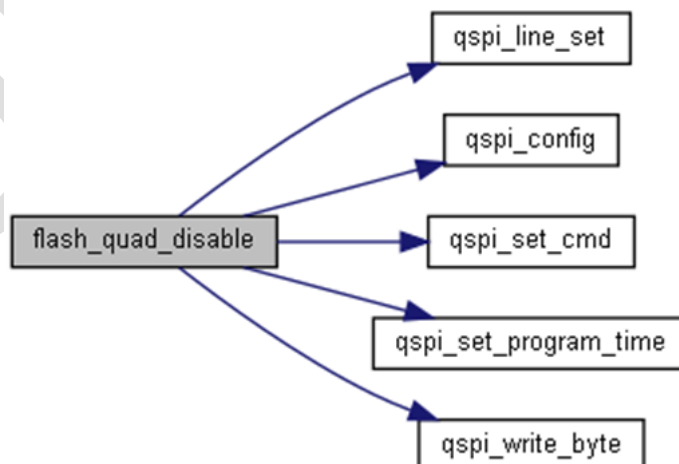 qspi_line_set
qspi_config
flash_quad_disable
qspi_set_cmd
qspi_set_program_time
qspi_write_byte